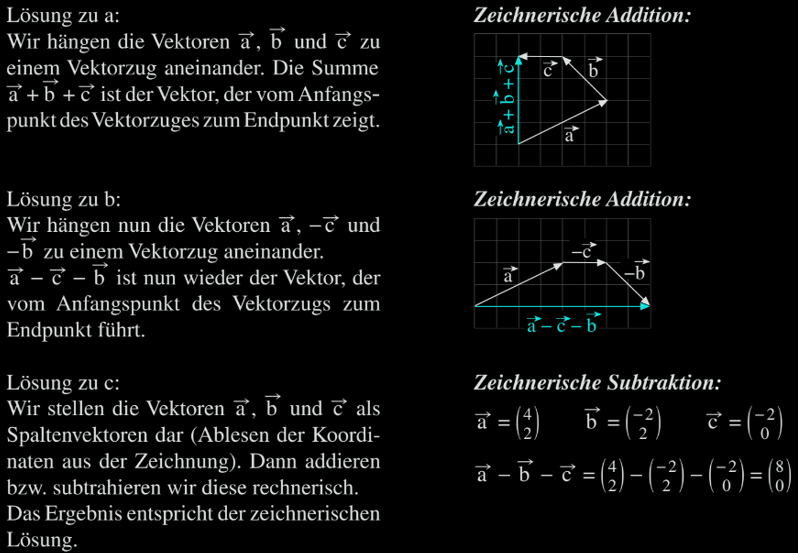 Lösung zu a:
Wir hängen die Vektoren a⃗, b⃗ und c⃗ zu
einem Vektorzug aneinander. Die Summe
a⃗ + b⃗ + c⃗ ist der Vektor, der vom Anfangs-
punkt des Vektorzuges zum Endpunkt zeigt.
Zeichnerische Addition:
c⃗
b⃗
a⃗ + b⃗ + c⃗
a⃗
Lösung zu b:
Wir hängen nun die Vektoren a⃗, −c⃗ und
−b⃗ zu einem Vektorzug aneinander.
a⃗ − c⃗ − b⃗ ist nun wieder der Vektor, der
vom Anfangspunkt des Vektorzugs zum
Endpunkt führt.
Zeichnerische Addition:
−c⃗
a⃗
−b⃗
a⃗ − c⃗ − b⃗
Lösung zu c:
Wir stellen die Vektoren a⃗, b⃗ und c⃗ als
Spaltenvektoren dar (Ablesen der Koordi-
naten aus der Zeichnung). Dann addieren
bzw. subtrahieren wir diese rechnerisch.
Das Ergebnis entspricht der zeichnerischen
Lösung.
Zeichnerische Subtraktion:
a⃗ = (4 2) b⃗ = (−2 2) c⃗ = (−2 0)
a⃗ − b⃗ − c⃗ = (4 2) − (−2 2) − (−2 0) = (8 0)